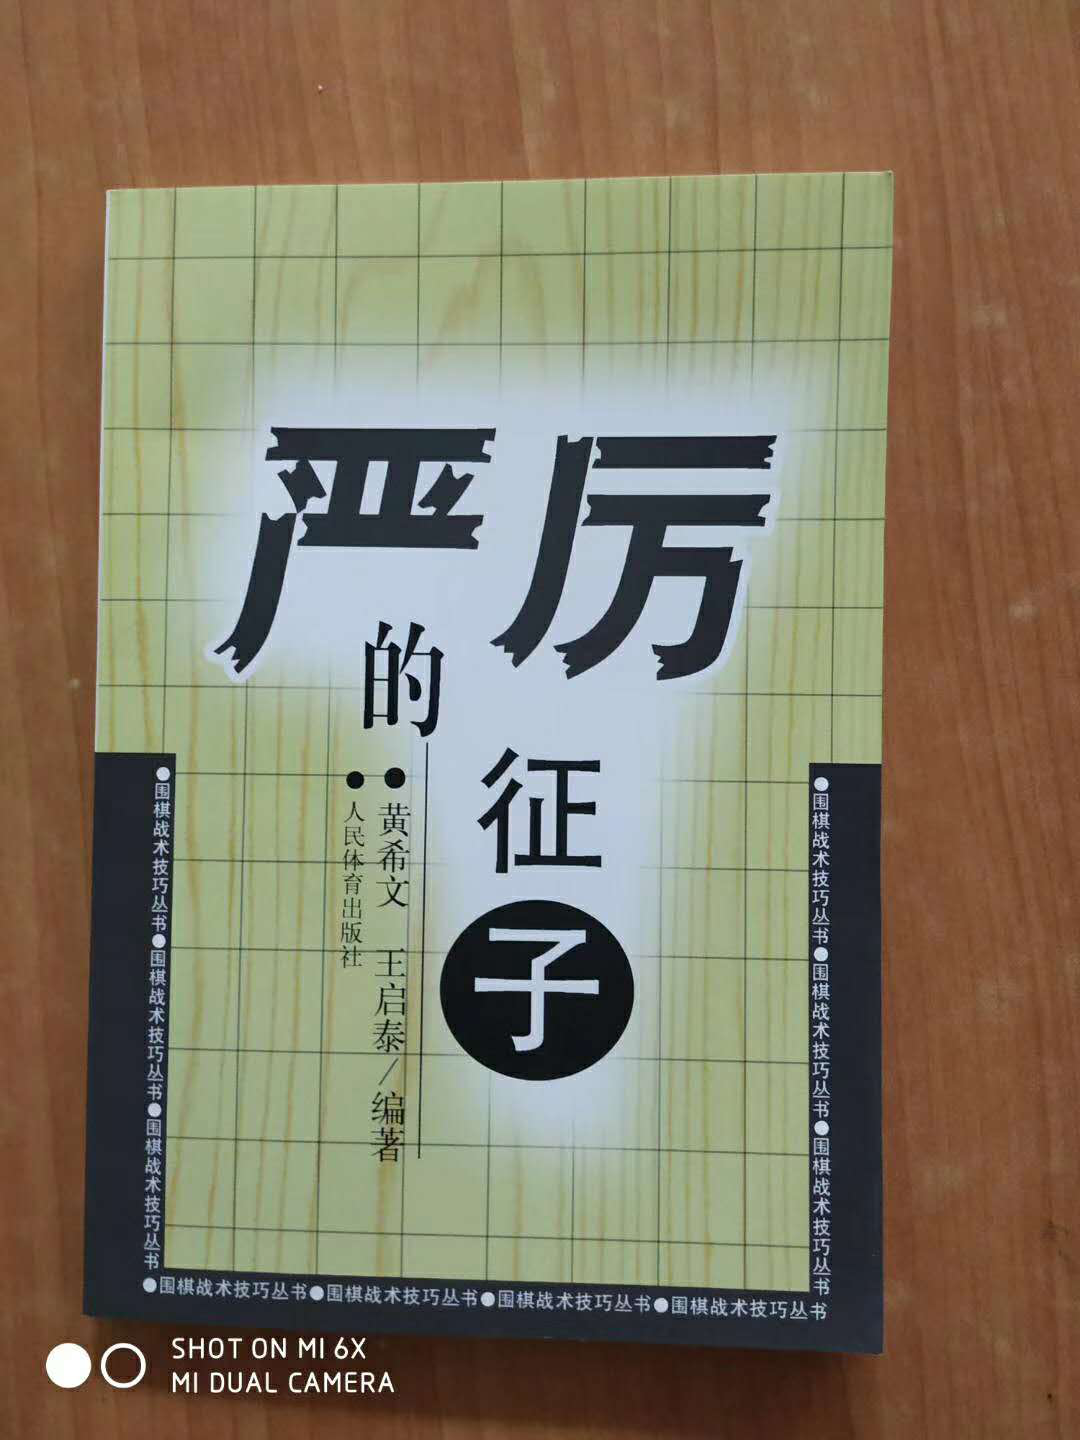 严厉
的
征
子
●黄希文 王启泰/编著
●人民体育出版社
●围棋战术技巧丛书●围棋战术技巧丛书●围棋战术技巧丛书
●围棋战术技巧丛书●围棋战术技巧丛书●围棋战术技巧丛书
●围棋战术技巧丛书●围棋战术技巧丛书●围棋战术技巧丛书●围棋战术技巧丛书
SHOT ON MI 6X
MI DUAL CAMERA